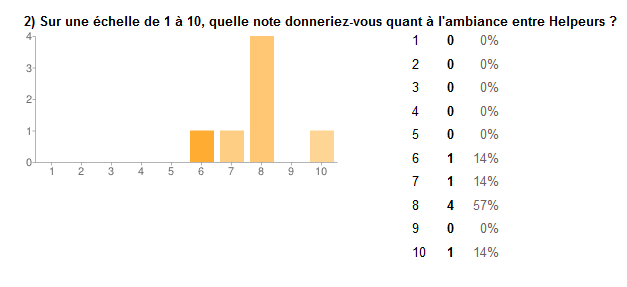 2) Sur une échelle de 1 à 10, quelle note donneriez-vous quant à l'ambiance entre Helpeurs ?
4
3
2
1
0
1 2 3 4 5 6 7 8 9 10
1 0 0%
2 0 0%
3 0 0%
4 0 0%
5 0 0%
6 1 14%
7 1 14%
8 4 57%
9 0 0%
10 1 14%